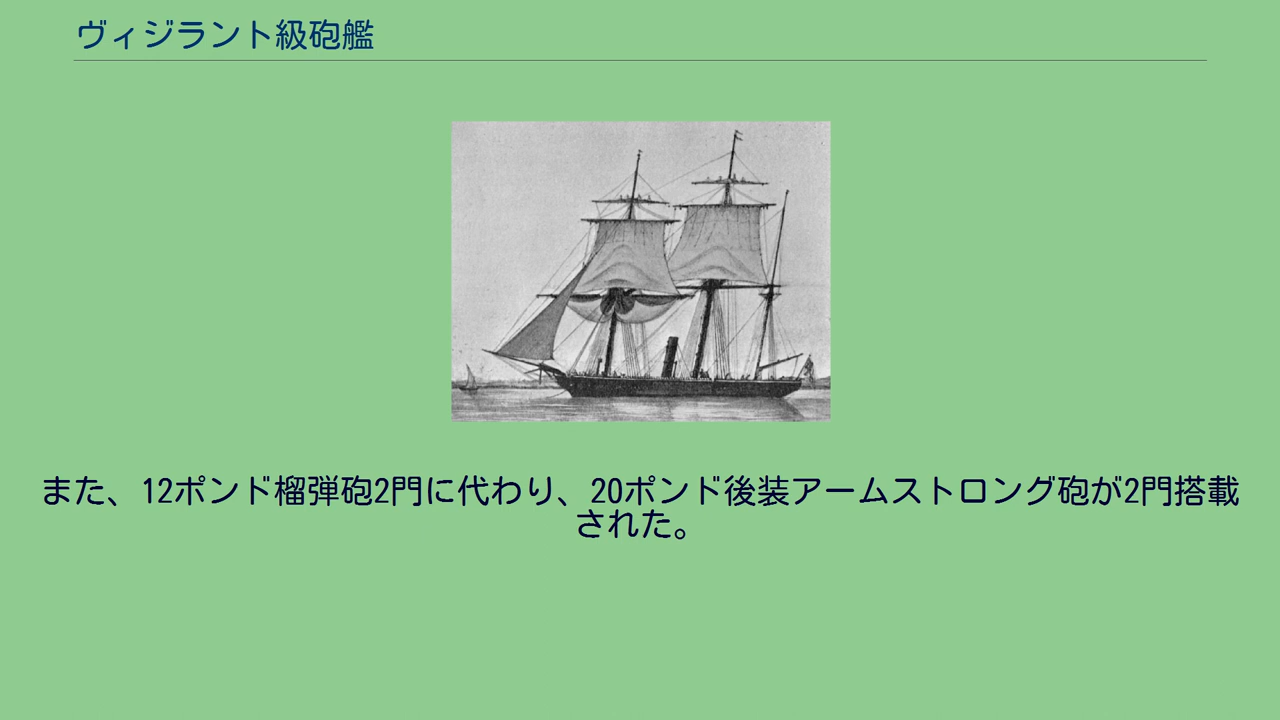 ヴィジラント級砲艦
また、12ポンド榴弾砲2門に代わり、20ポンド後装アームストロング砲が2門搭載
された。